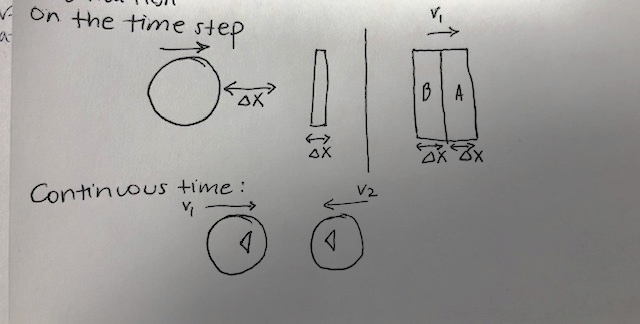 on the time step
V₁
ΔX
B A
ΔX
ΔX ΔX
Continuous time:
V₁
V₂